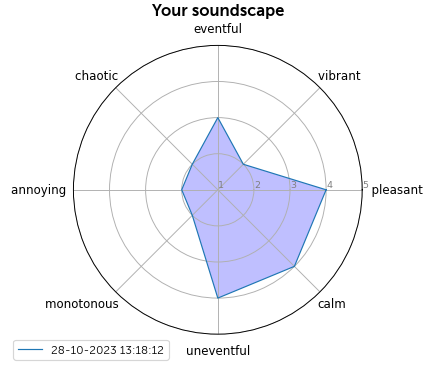 Your soundscape
eventful
chaotic
vibrant
annoying
1 2 3 4 5
pleasant
monotonous
calm
uneventful
28-10-2023 13:18:12